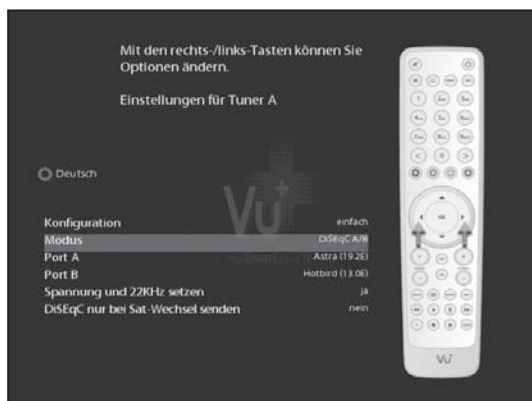 Mit den rechts-/links-Tasten können Sie
Optionen ändern.
Einstellungen für Tuner A
Deutsch
Vu+
Konfiguration einfach
Modus DiSEqC A/B
Port A Astra (19.2E)
Port B Hotbird (13.0E)
Spannung und 22KHz setzen ja
DiSEqC nur bei Sat-Wechsel senden nein
OK
Vu+